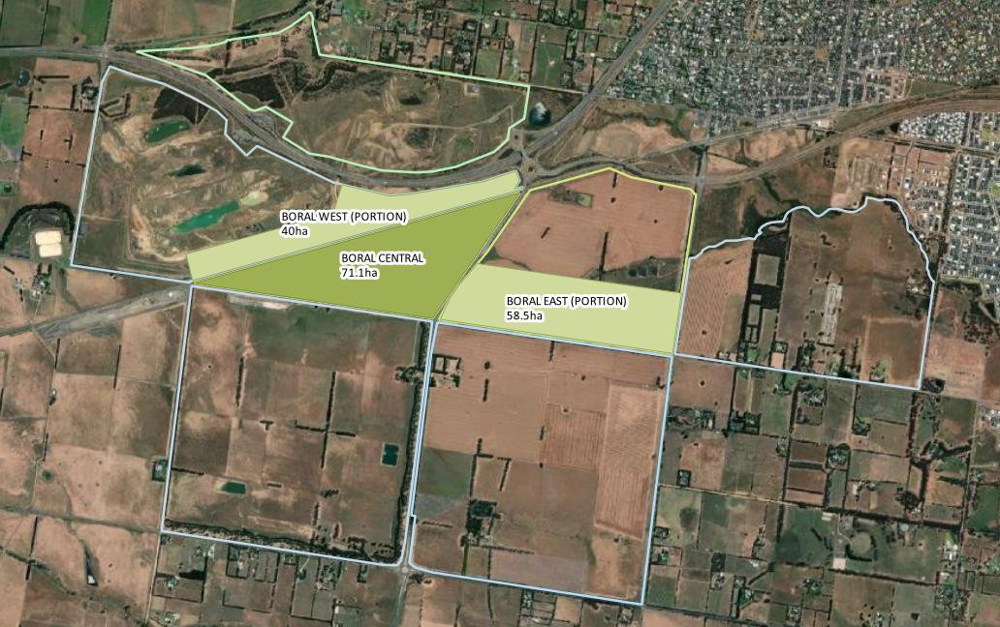 BORAL WEST (PORTION)
40ha
BORAL CENTRAL
71.1ha
BORAL EAST (PORTION)
58.5ha